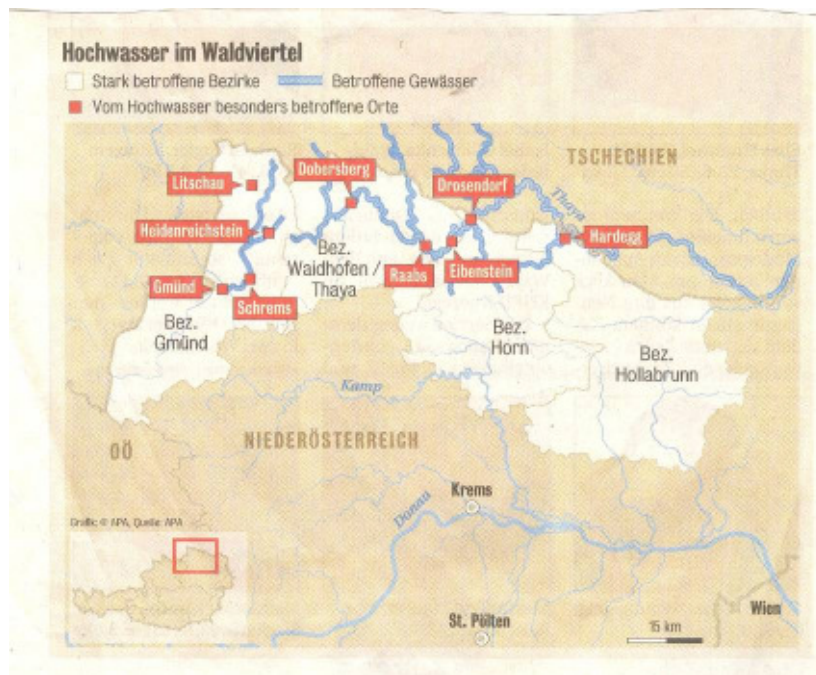 Hochwasser im Waldviertel
Stark betroffene Bezirke
Betroffene Gewässer
Vom Hochwasser besonders betroffene Orte
TSCHECHIEN
Dobersberg
Litschau
Drosendorf
Thaya
Heidenreichstein
Hardegg
Bez.
Waidhofen /
Thaya
Raabs
Eibenstein
Gmünd
Schrems
Bez.
Gmünd
Bez.
Horn
Bez.
Hollabrunn
Kamp
OÖ
NIEDERÖSTERREICH
Krems
Donau
Grafik: © APA, Quelle: APA
Wien
St. Pölten
15 km